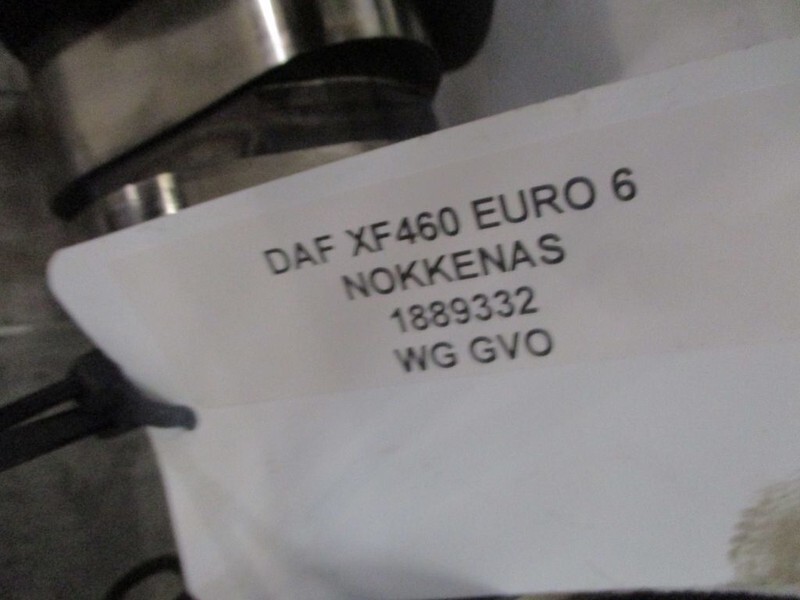 DAF XF460 EURO 6
NOKKENAS
1889332
WG GVO